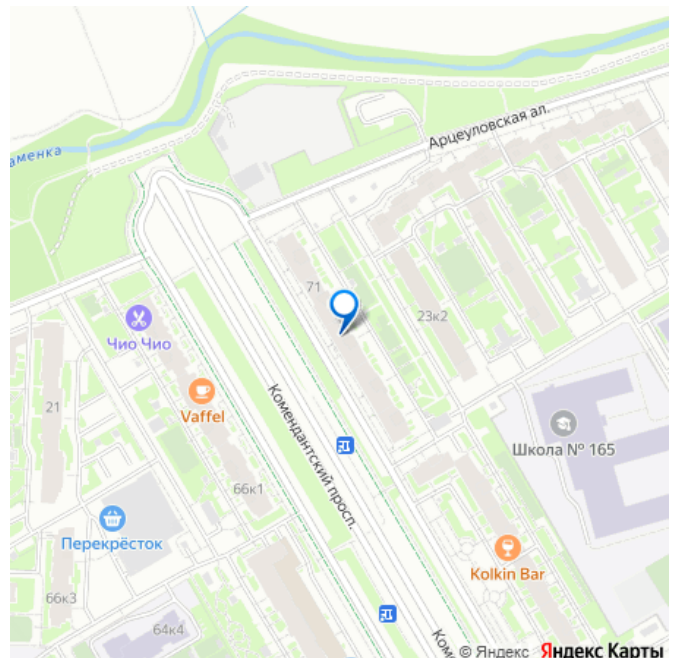 Арцеуловская ал.
аменка
71
23к2
Чио Чио
21
Vaffel
Комендантский просп.
Школа № 165
66к1
Перекрёсток
Kolkin Bar
66к3
64к4
Ком
© Яндекс Яндекс Карты